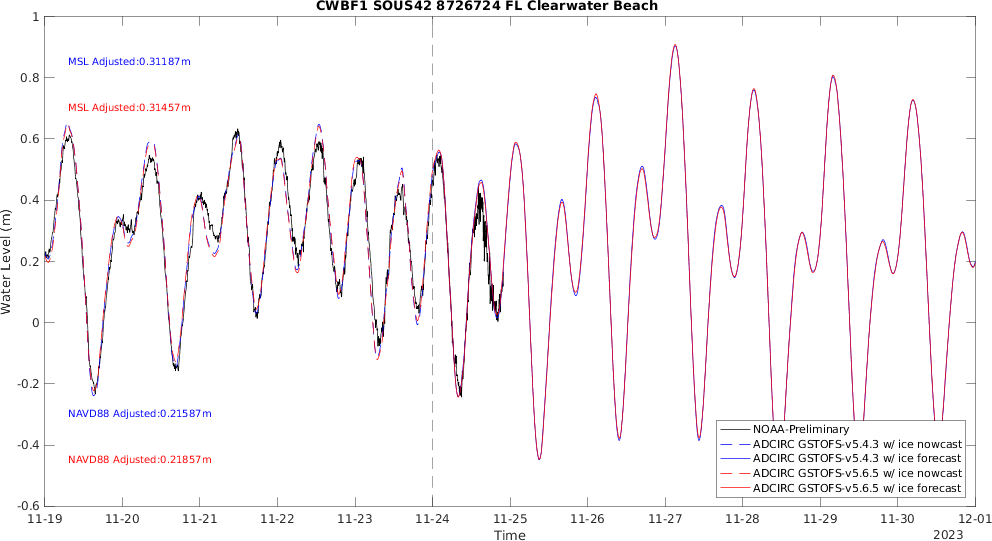 CWBF1 SOUS42 8726724 FL Clearwater Beach
1
0.8
0.6
0.4
0.2
0
-0.2
-0.4
-0.6
Water Level (m)
MSL Adjusted:0.31187m
MSL Adjusted:0.31457m
NAVD88 Adjusted:0.21587m
NAVD88 Adjusted:0.21857m
NOAA-Preliminary
ADCIRC GSTOFS-v5.4.3 w/ ice nowcast
ADCIRC GSTOFS-v5.4.3 w/ ice forecast
ADCIRC GSTOFS-v5.6.5 w/ ice nowcast
ADCIRC GSTOFS-v5.6.5 w/ ice forecast
11-19 11-20 11-21 11-22 11-23 11-24 11-25 11-26 11-27 11-28 11-29 11-30 12-01
Time
2023